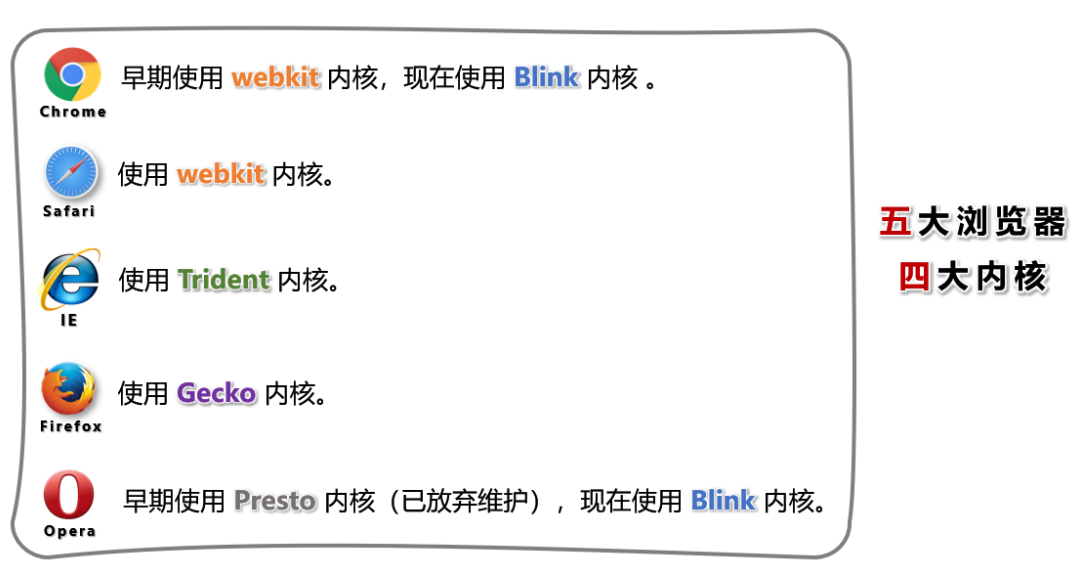 早期使用 webkit 内核，现在使用 Blink 内核 。
Chrome
使用 webkit 内核。
Safari
使用 Trident 内核。
IE
使用 Gecko 内核。
Firefox
早期使用 Presto 内核（已放弃维护），现在使用 Blink 内核。
Opera
五大浏览器
四大内核